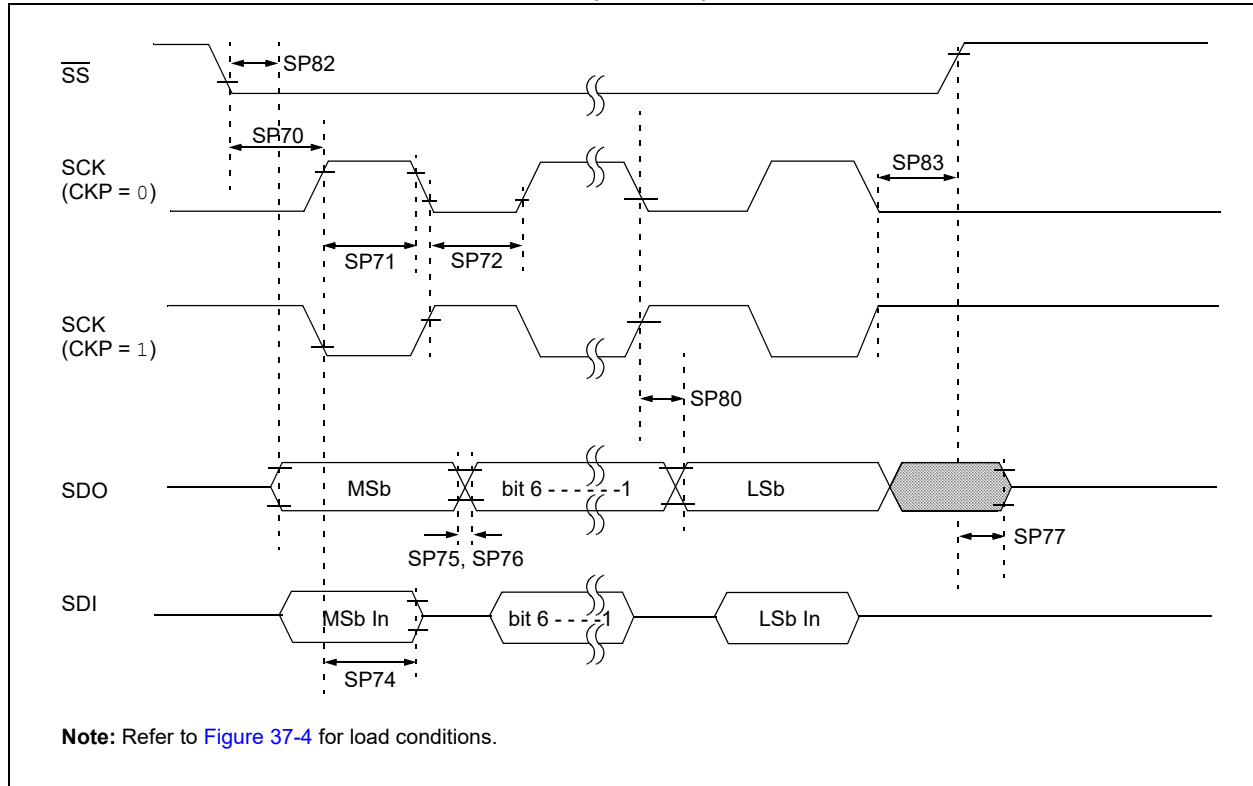 SS
SP82
SP70
SCK
(CKP = 0)
SP83
SP71
SP72
SCK
(CKP = 1)
SP80
SDO
MSb
bit 6 - - - - - -1
LSb
SP75, SP76
SP77
SDI
MSb In
bit 6 - - - -1
LSb In
SP74
Note: Refer to Figure 37-4 for load conditions.